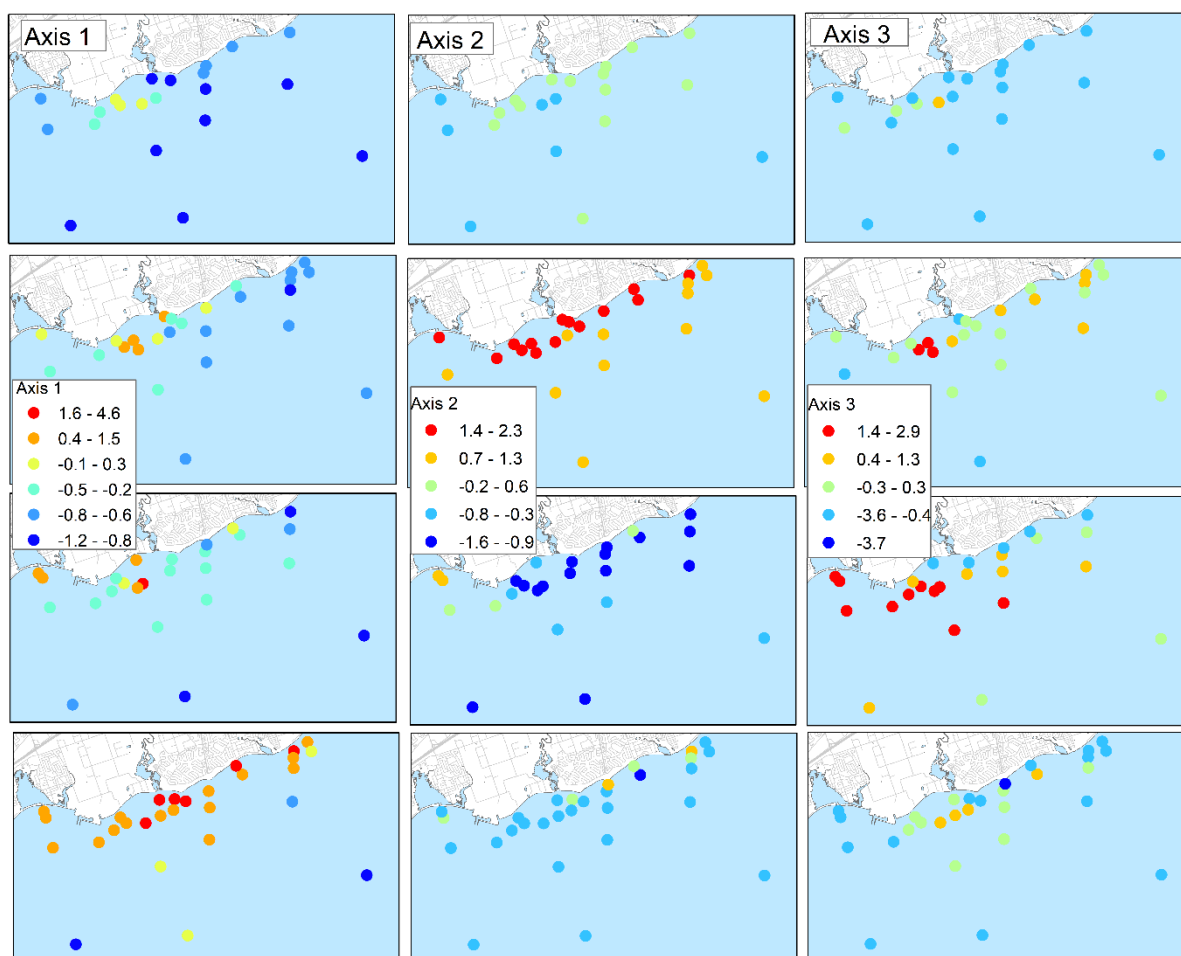 Axis 1
Axis 2
Axis 3
Axis 1
1.6 - 4.6
0.4 - 1.5
-0.1 - 0.3
-0.5 - -0.2
-0.8 - -0.6
-1.2 - -0.8
Axis 2
1.4 - 2.3
0.7 - 1.3
-0.2 - 0.6
-0.8 - -0.3
-1.6 - -0.9
Axis 3
1.4 - 2.9
0.4 - 1.3
-0.3 - 0.3
-3.6 - -0.4
-3.7